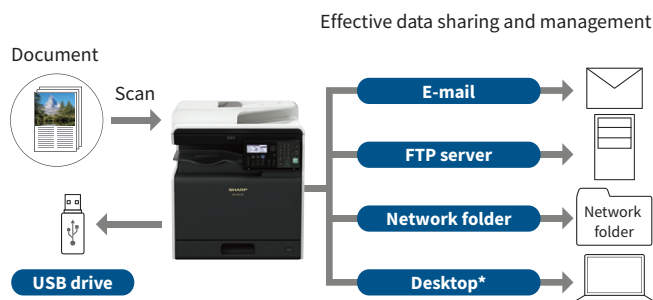 Effective data sharing and management
Document
Scan
E-mail
FTP server
SHARP
Network folder
Network
folder
USB drive
Desktop*